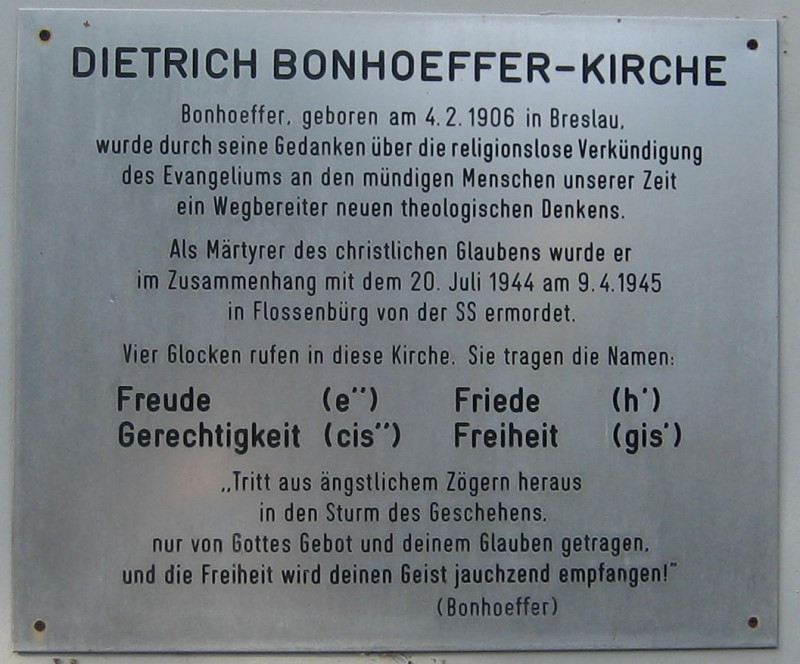 DIETRICH BONHOEFFER-KIRCHE
Bonhoeffer, geboren am 4.2.1906 in Breslau,
wurde durch seine Gedanken über die religionslose Verkündigung
des Evangeliums an den mündigen Menschen unserer Zeit
ein Wegbereiter neuen theologischen Denkens.
Als Märtyrer des christlichen Glaubens wurde er
im Zusammenhang mit dem 20. Juli 1944 am 9.4.1945
in Flossenbürg von der SS ermordet.
Vier Glocken rufen in diese Kirche. Sie tragen die Namen:
Freude (e'') Friede (h')
Gerechtigkeit (cis'') Freiheit (gis')
„Tritt aus ängstlichem Zögern heraus
in den Sturm des Geschehens,
nur von Gottes Gebot und deinem Glauben getragen,
und die Freiheit wird deinen Geist jauchzend empfangen!"
(Bonhoeffer)